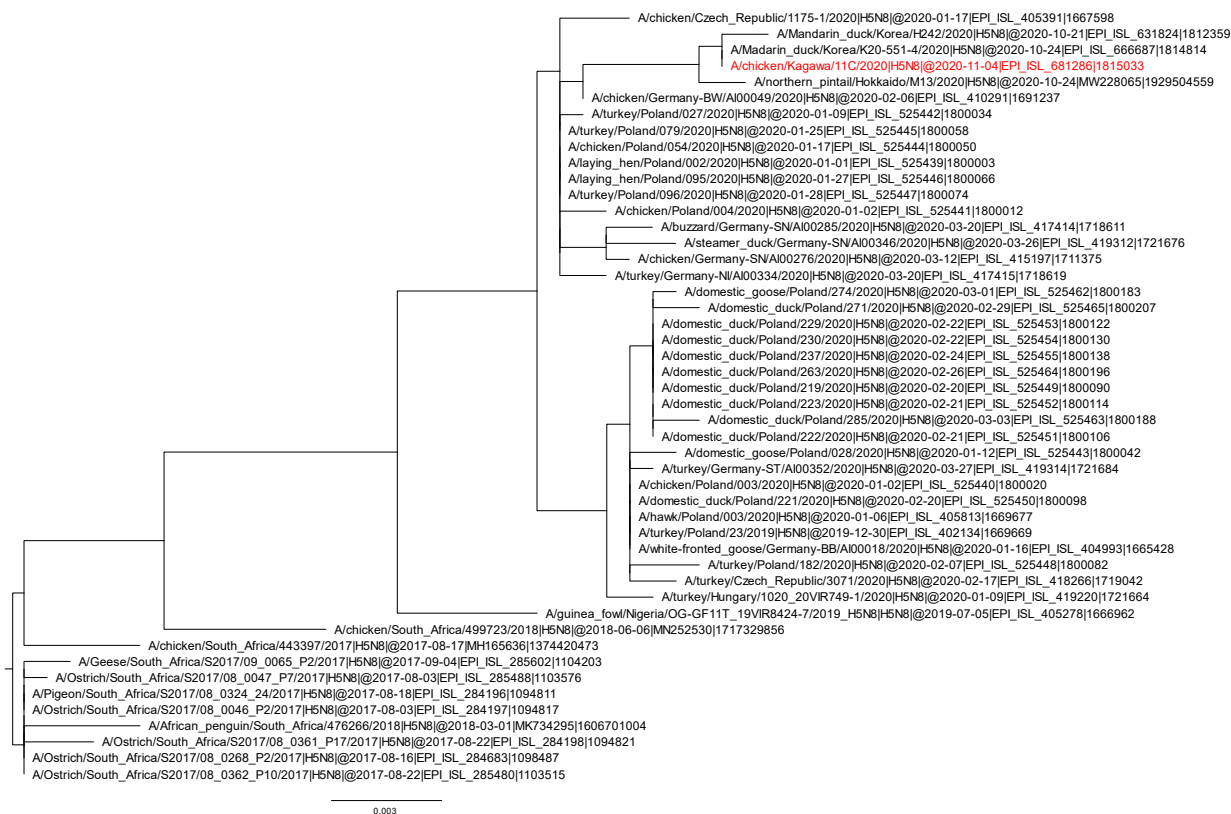 A/chicken/Czech_Republic/1175-1/2020|H5N8|@2020-01-17|EPI_ISL_405391|1667598
A/Mandarin_duck/Korea/H242/2020|H5N8|@2020-10-21|EPI_ISL_631824|1812359
A/Madarin_duck/Korea/K20-551-4/2020|H5N8|@2020-10-24|EPI_ISL_666687|1814814
A/chicken/Kagawa/11C/2020|H5N8|@2020-11-04|EPI_ISL_681286|1815033
A/northern_pintail/Hokkaido/M13/2020|H5N8|@2020-10-24|MW228065|1929504559
A/chicken/Germany-BW/AI00049/2020|H5N8|@2020-02-06|EPI_ISL_410291|1691237
A/turkey/Poland/027/2020|H5N8|@2020-01-09|EPI_ISL_525442|1800034
A/turkey/Poland/079/2020|H5N8|@2020-01-25|EPI_ISL_525445|1800058
A/chicken/Poland/054/2020|H5N8|@2020-01-17|EPI_ISL_525444|1800050
A/laying_hen/Poland/002/2020|H5N8|@2020-01-01|EPI_ISL_525439|1800003
A/laying_hen/Poland/095/2020|H5N8|@2020-01-27|EPI_ISL_525446|1800066
A/turkey/Poland/096/2020|H5N8|@2020-01-28|EPI_ISL_525447|1800074
A/chicken/Poland/004/2020|H5N8|@2020-01-02|EPI_ISL_525441|1800012
A/buzzard/Germany-SN/AI00285/2020|H5N8|@2020-03-20|EPI_ISL_417414|1718611
A/steamer_duck/Germany-SN/AI00346/2020|H5N8|@2020-03-26|EPI_ISL_419312|1721676
A/chicken/Germany-SN/AI00276/2020|H5N8|@2020-03-12|EPI_ISL_415197|1711375
A/turkey/Germany-NI/AI00334/2020|H5N8|@2020-03-20|EPI_ISL_417415|1718619
A/domestic_goose/Poland/274/2020|H5N8|@2020-03-01|EPI_ISL_525462|1800183
A/domestic_duck/Poland/271/2020|H5N8|@2020-02-29|EPI_ISL_525465|1800207
A/domestic_duck/Poland/229/2020|H5N8|@2020-02-22|EPI_ISL_525453|1800122
A/domestic_duck/Poland/230/2020|H5N8|@2020-02-22|EPI_ISL_525454|1800130
A/domestic_duck/Poland/237/2020|H5N8|@2020-02-24|EPI_ISL_525455|1800138
A/domestic_duck/Poland/263/2020|H5N8|@2020-02-26|EPI_ISL_525464|1800196
A/domestic_duck/Poland/219/2020|H5N8|@2020-02-20|EPI_ISL_525449|1800090
A/domestic_duck/Poland/223/2020|H5N8|@2020-02-21|EPI_ISL_525452|1800114
A/domestic_duck/Poland/285/2020|H5N8|@2020-03-03|EPI_ISL_525463|1800188
A/domestic_duck/Poland/222/2020|H5N8|@2020-02-21|EPI_ISL_525451|1800106
A/domestic_goose/Poland/028/2020|H5N8|@2020-01-12|EPI_ISL_525443|1800042
A/turkey/Germany-ST/AI00352/2020|H5N8|@2020-03-27|EPI_ISL_419314|1721684
A/chicken/Poland/003/2020|H5N8|@2020-01-02|EPI_ISL_525440|1800020
A/domestic_duck/Poland/221/2020|H5N8|@2020-02-20|EPI_ISL_525450|1800098
A/hawk/Poland/003/2020|H5N8|@2020-01-06|EPI_ISL_405813|1669677
A/turkey/Poland/23/2019|H5N8|@2019-12-30|EPI_ISL_402134|1669669
A/white-fronted_goose/Germany-BB/AI00018/2020|H5N8|@2020-01-16|EPI_ISL_404993|1665428
A/turkey/Poland/182/2020|H5N8|@2020-02-07|EPI_ISL_525448|1800082
A/turkey/Czech_Republic/3071/2020|H5N8|@2020-02-17|EPI_ISL_418266|1719042
A/turkey/Hungary/1020_20VIR749-1/2020|H5N8|@2020-01-09|EPI_ISL_419220|1721664
A/guinea_fowl/Nigeria/OG-GF11T_19VIR8424-7/2019_H5N8|H5N8|@2019-07-05|EPI_ISL_405278|1666962
A/chicken/South_Africa/499723/2018|H5N8|@2018-06-06|MN252530|1717329856
A/chicken/South_Africa/443397/2017|H5N8|@2017-08-17|MH165636|1374420473
A/Geese/South_Africa/S2017/09_0065_P2/2017|H5N8|@2017-09-04|EPI_ISL_285602|1104203
A/Ostrich/South_Africa/S2017/08_0047_P7/2017|H5N8|@2017-08-03|EPI_ISL_285488|1103576
A/Pigeon/South_Africa/S2017/08_0324_24/2017|H5N8|@2017-08-18|EPI_ISL_284196|1094811
A/Ostrich/South_Africa/S2017/08_0046_P2/2017|H5N8|@2017-08-03|EPI_ISL_284197|1094817
A/African_penguin/South_Africa/476266/2018|H5N8|@2018-03-01|MK734295|1606701004
A/Ostrich/South_Africa/S2017/08_0361_P17/2017|H5N8|@2017-08-22|EPI_ISL_284198|1094821
A/Ostrich/South_Africa/S2017/08_0268_P2/2017|H5N8|@2017-08-16|EPI_ISL_284683|1098487
A/Ostrich/South_Africa/S2017/08_0362_P10/2017|H5N8|@2017-08-22|EPI_ISL_285480|1103515
0.003